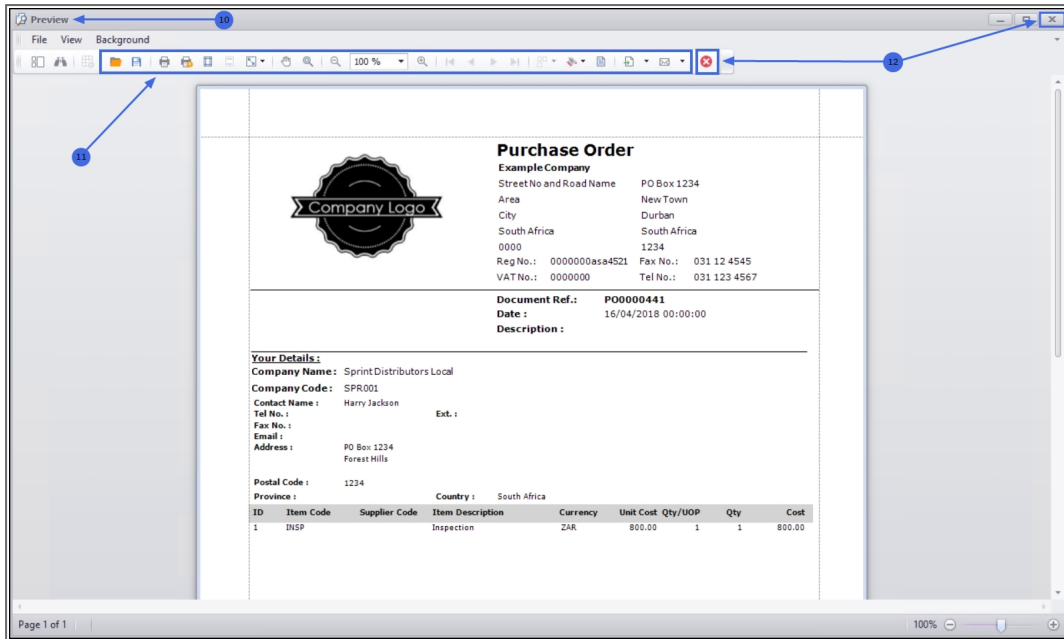 Preview
10
File View Background
100 %
12
11
Purchase Order
Example Company
Street No and Road Name PO Box 1234
Area New Town
City Durban
South Africa South Africa
0000 1234
Reg No.: 0000000asa4521 Fax No.: 031 12 4545
VAT No.: 0000000 Tel No.: 031 123 4567
Company Logo
Document Ref.: PO0000441
Date : 16/04/2018 00:00:00
Description :
Your Details :
Company Name : Sprint Distributors Local
Company Code : SPR001
Contact Name : Harry Jackson
Tel No. : Ext. :
Fax No. :
Email :
Address : PO Box 1234
Forest Hills
Postal Code : 1234
Province : Country : South Africa
ID Item Code Supplier Code Item Description Currency Unit Cost Qty/UOP Qty Cost
1 INSP Inspection ZAR 800.00 1 1 800.00
Page 1 of 1 100%